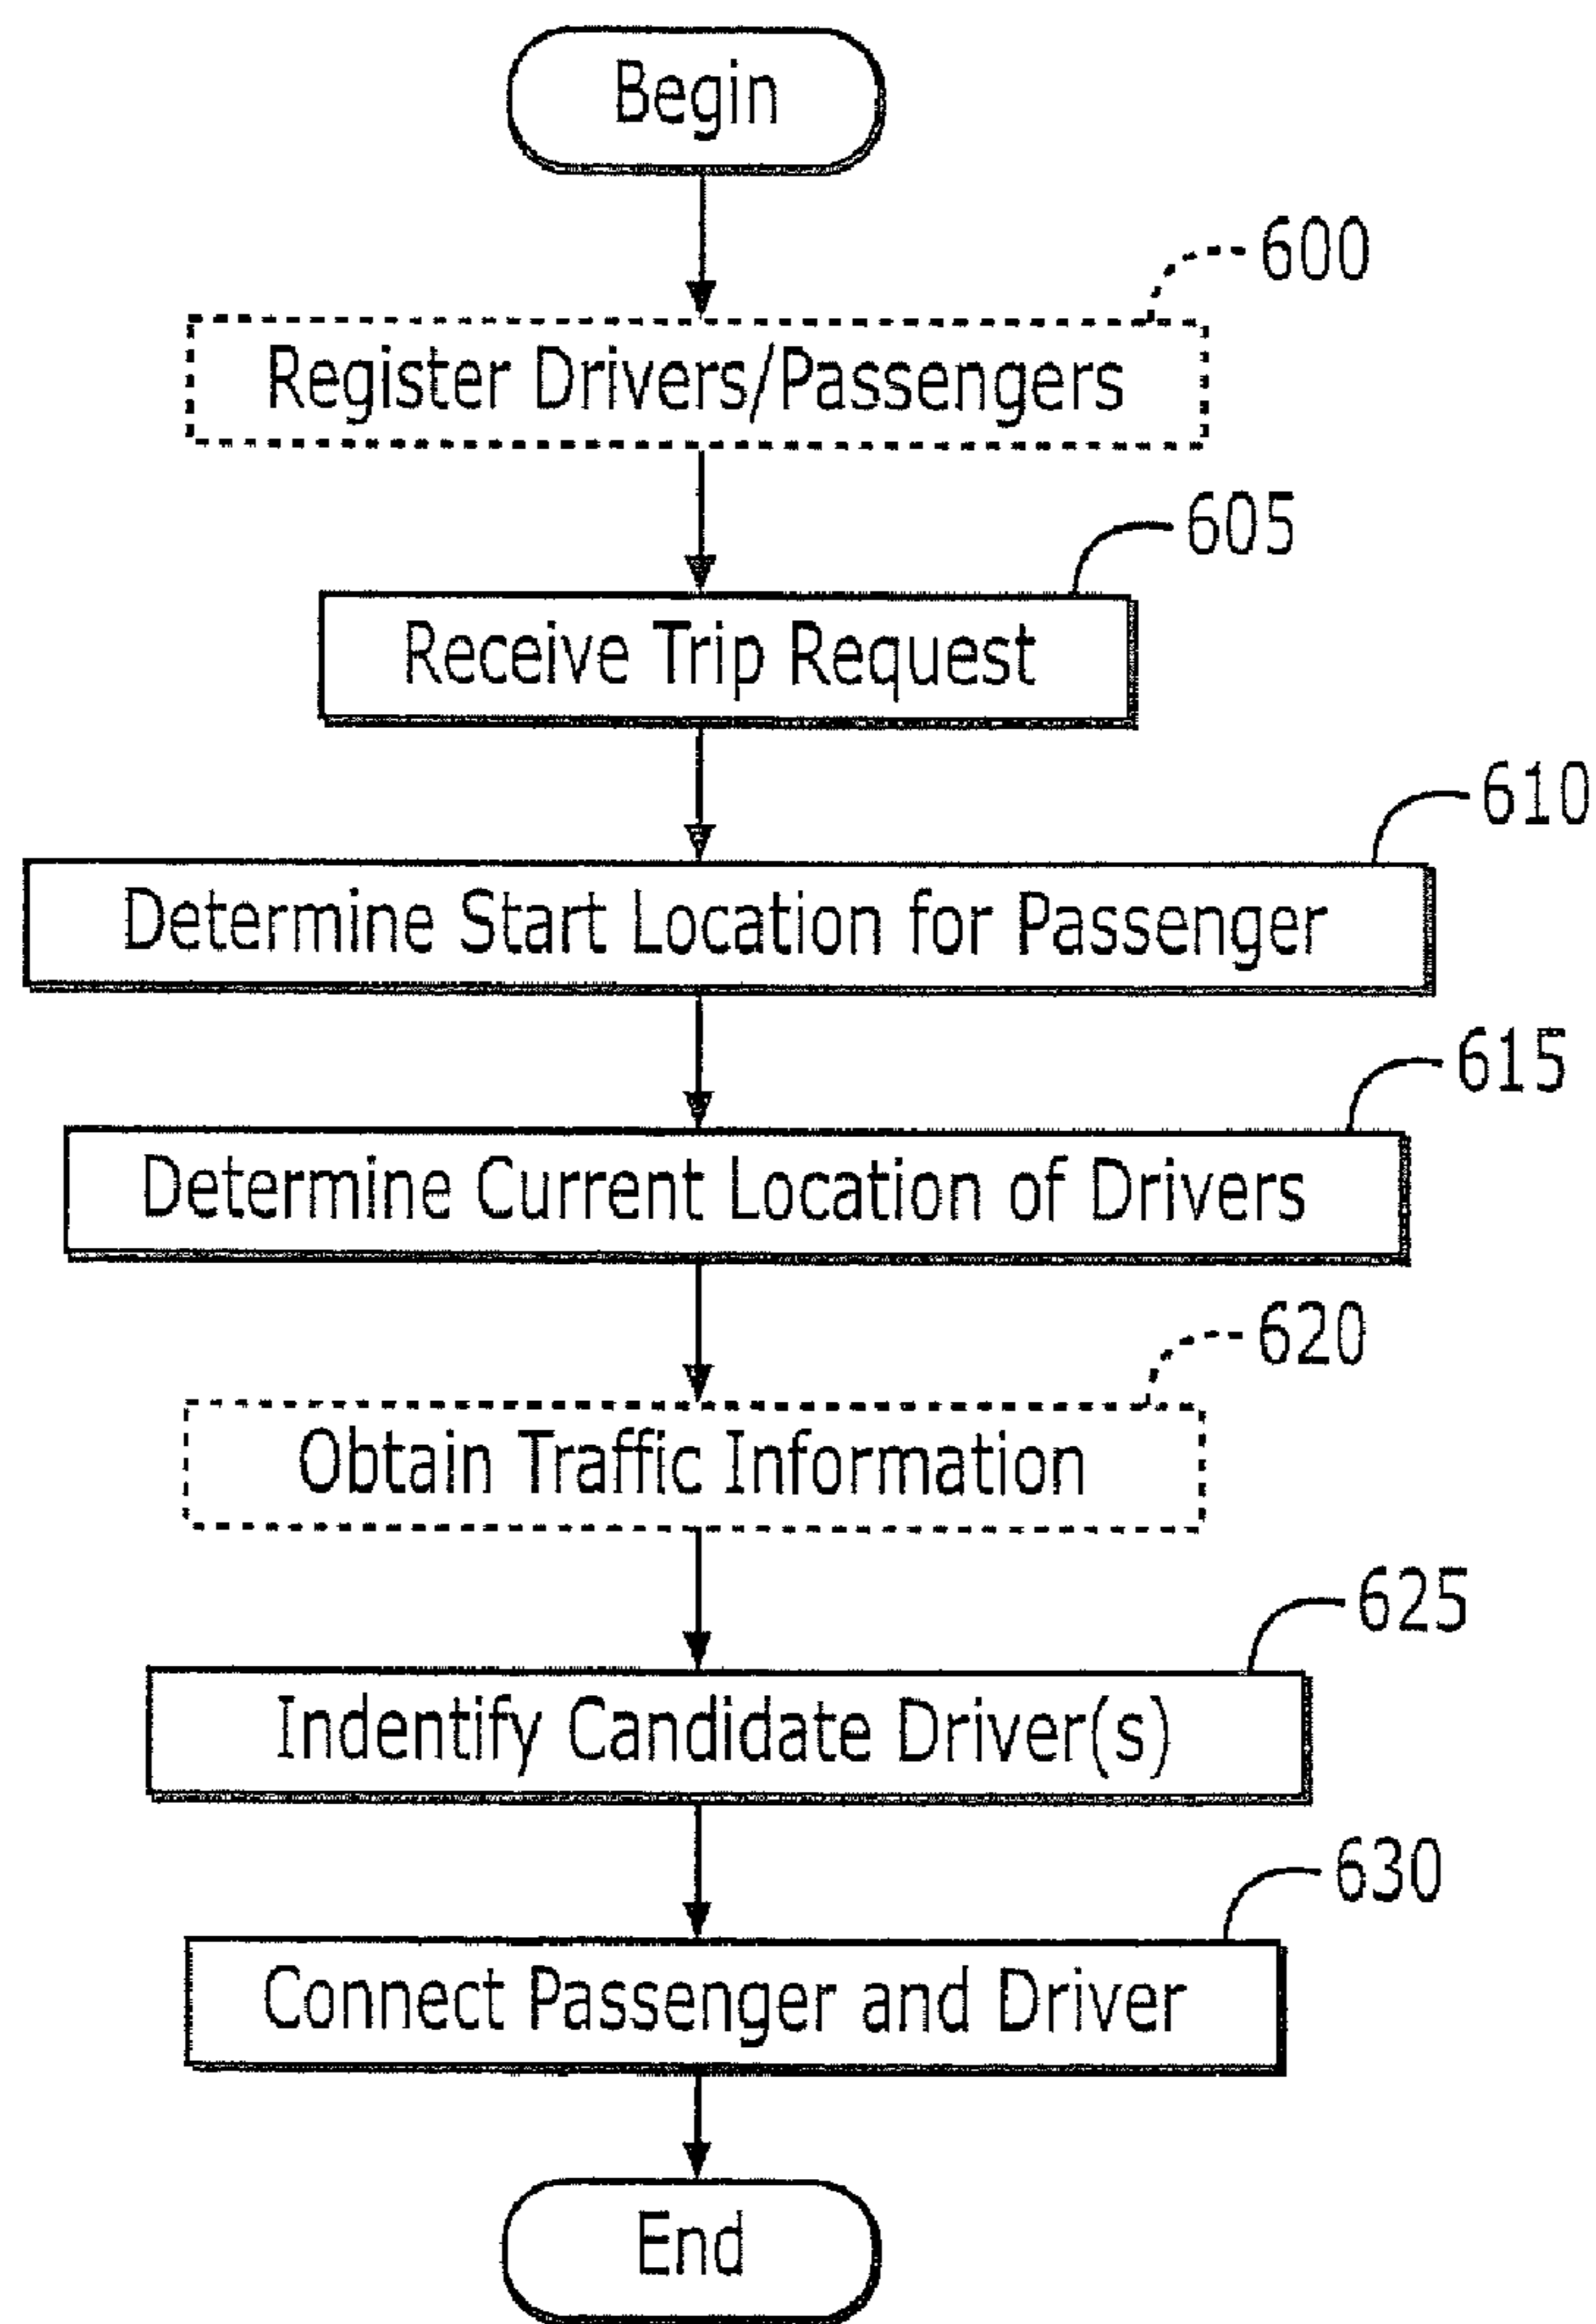 Begin
600
Register Drivers/Passengers
605
Receive Trip Request
610
Determine Start Location for Passenger
615
Determine Current Location of Drivers
620
Obtain Traffic Information
625
Indentify Candidate Driver(s)
630
Connect Passenger and Driver
End